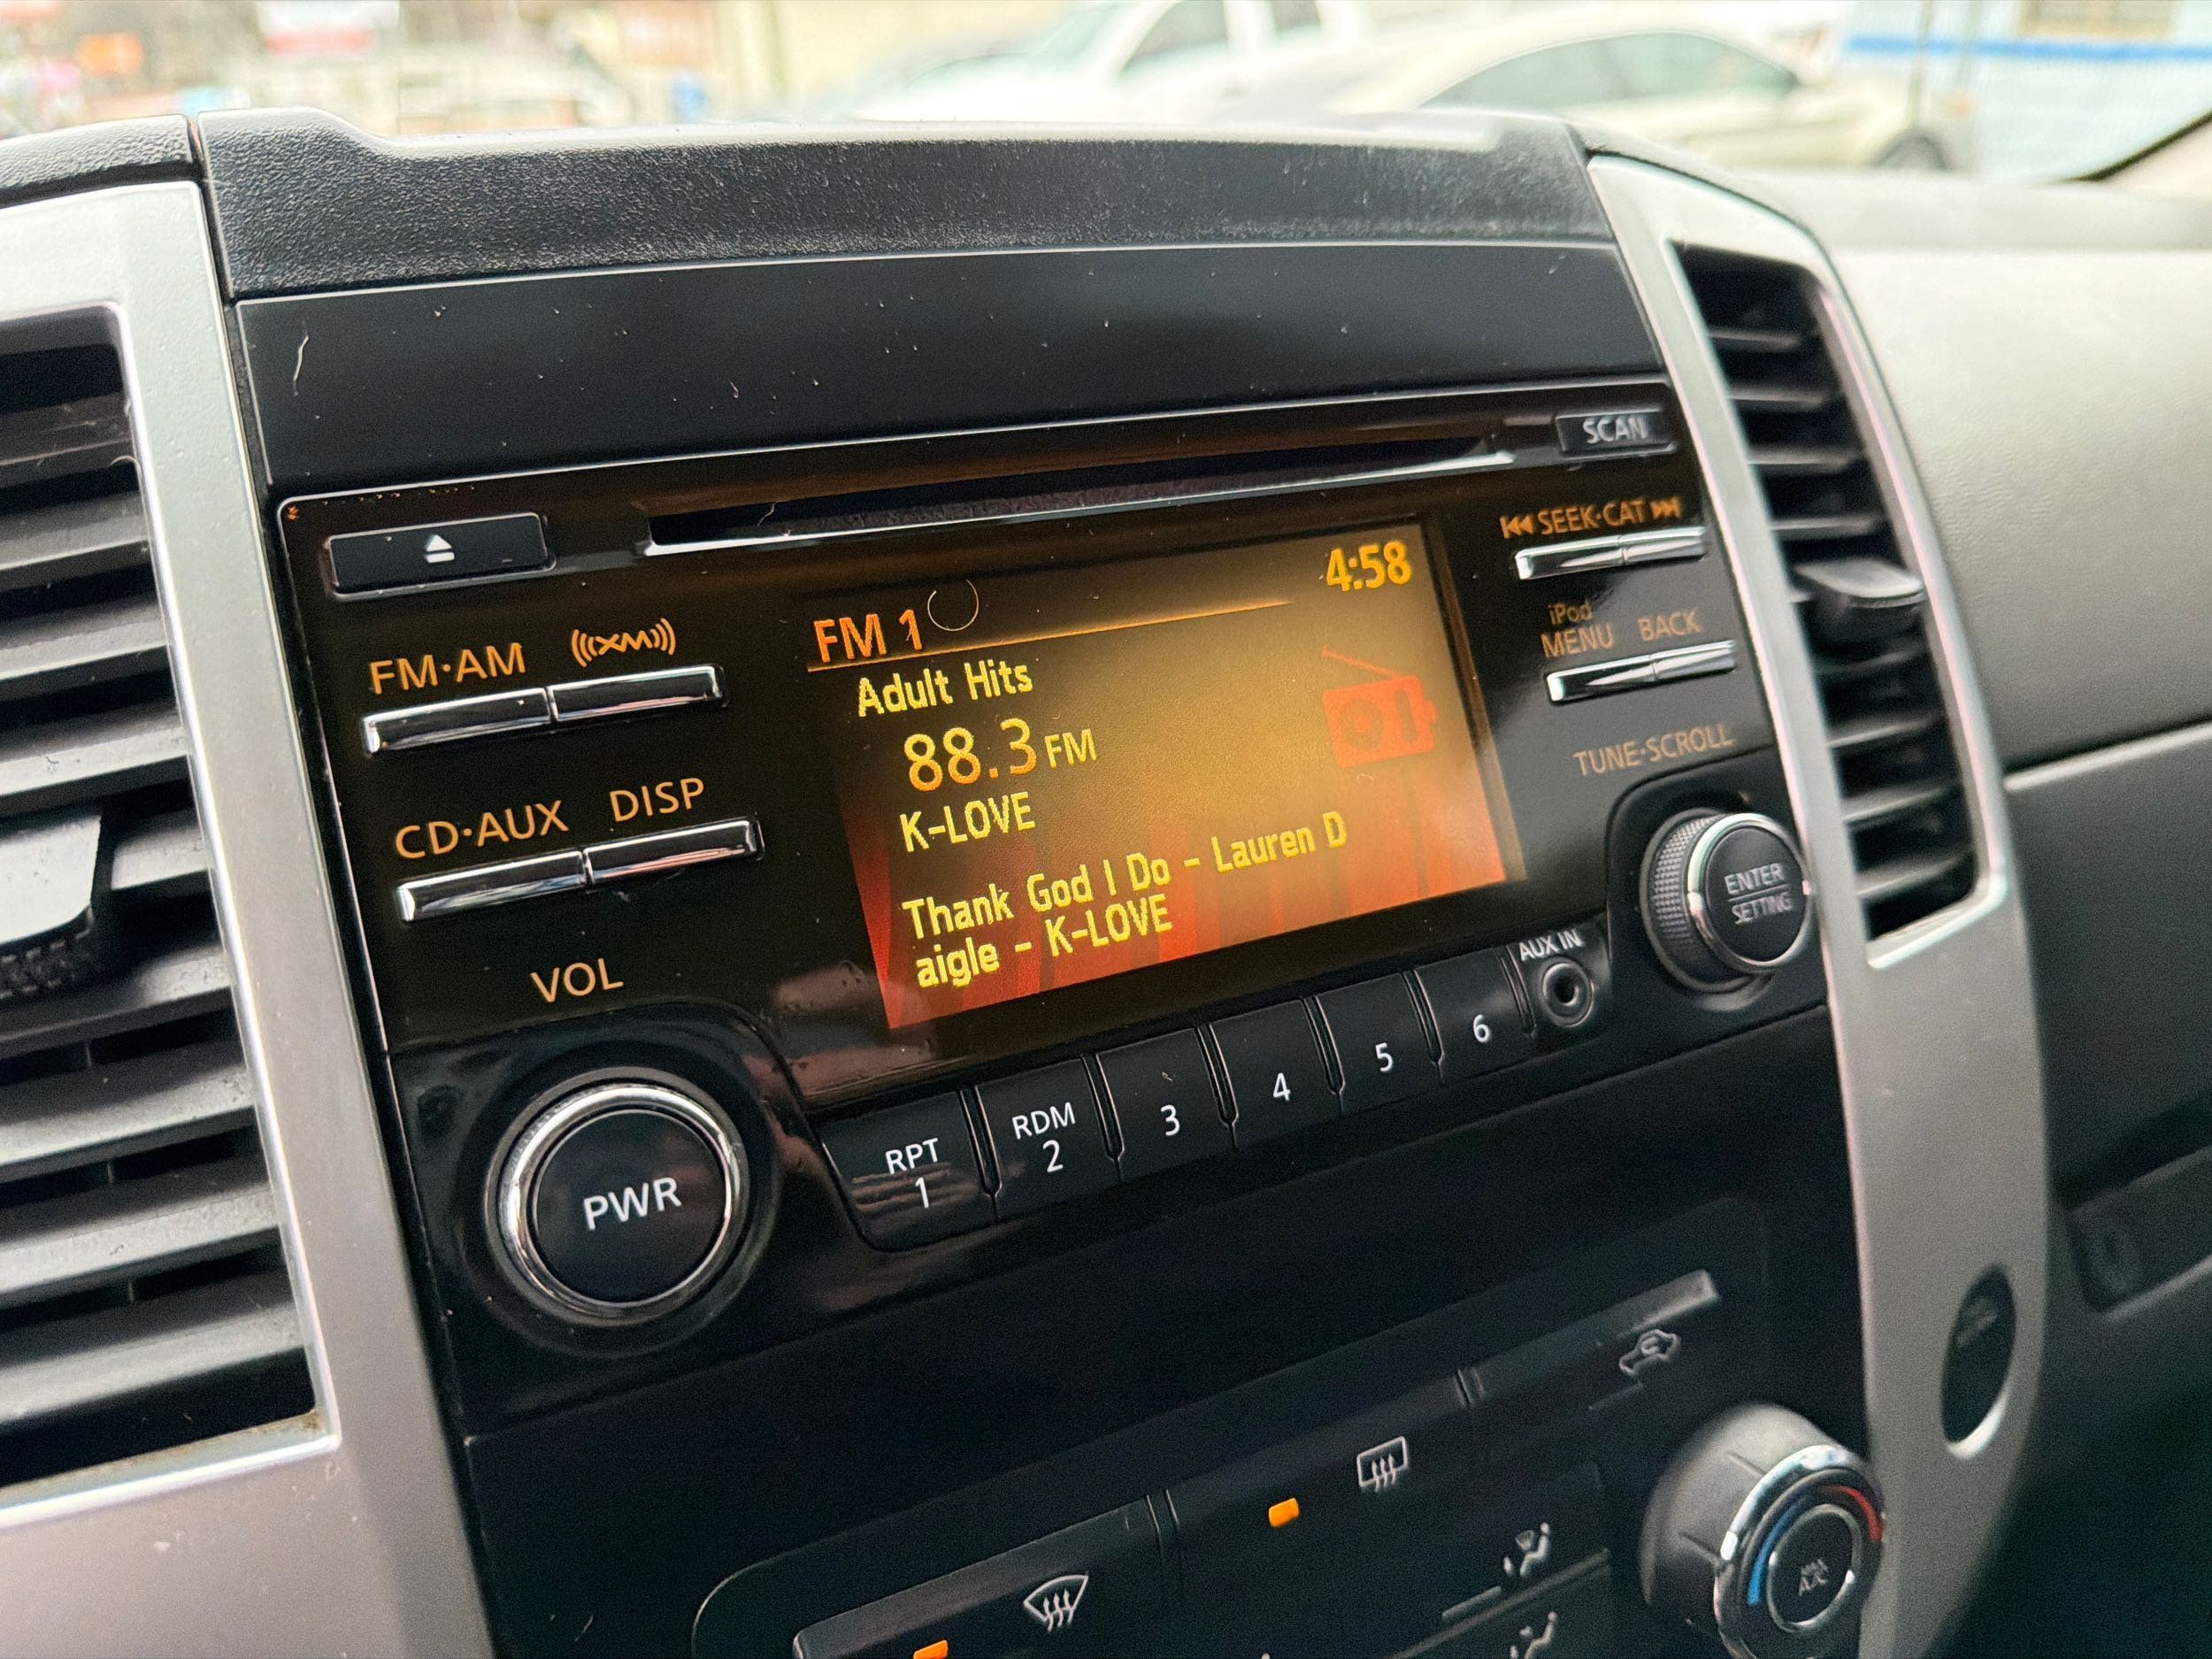 SCAN
SEEK·CAT
FM 1
4:58
FM·AM
XM
iPod
MENU BACK
Adult Hits
88.3 FM
K-LOVE
TUNE·SCROLL
CD·AUX DISP
Thank God I Do - Lauren D
aigle - K-LOVE
ENTER
SETTING
VOL
AUX IN
PWR
RPT
1
RDM
2
3
4
5
6
A/C